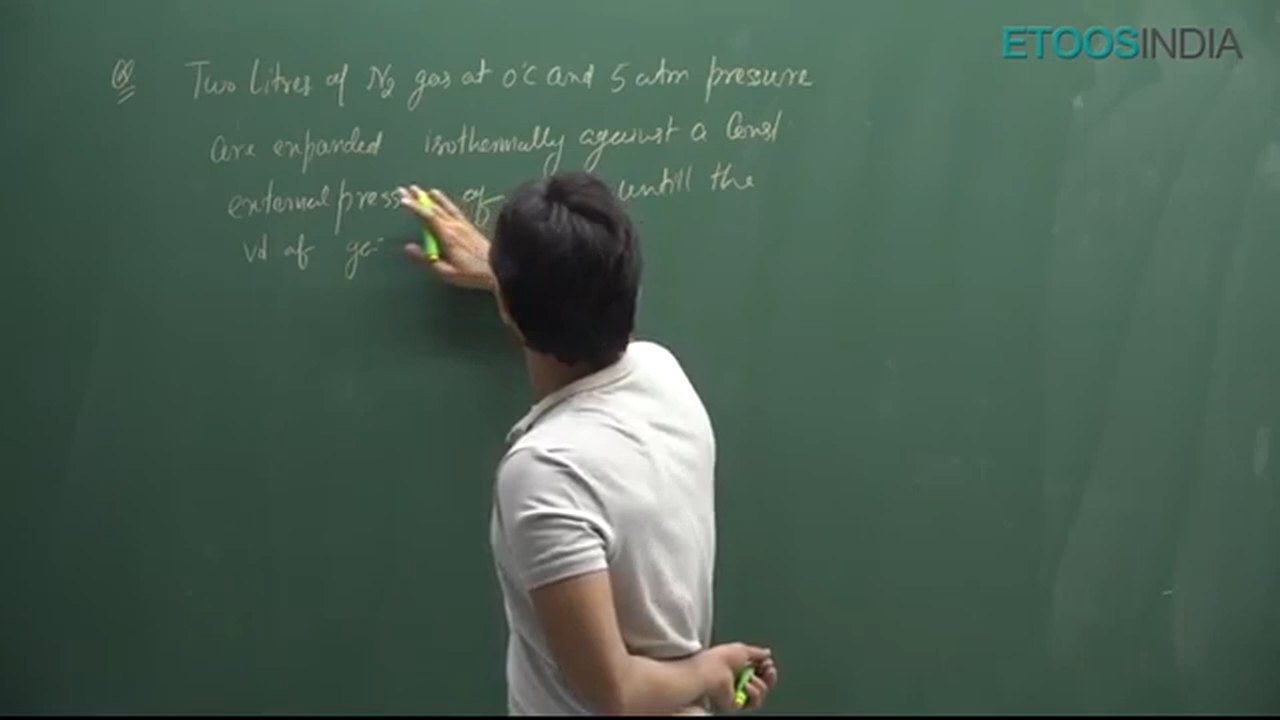 ETOOSINDIA
Q Two Litres of N2 gas at 0°C and 5 atm pressure
are expanded isothermally against a Const
external press of untill the
vol of